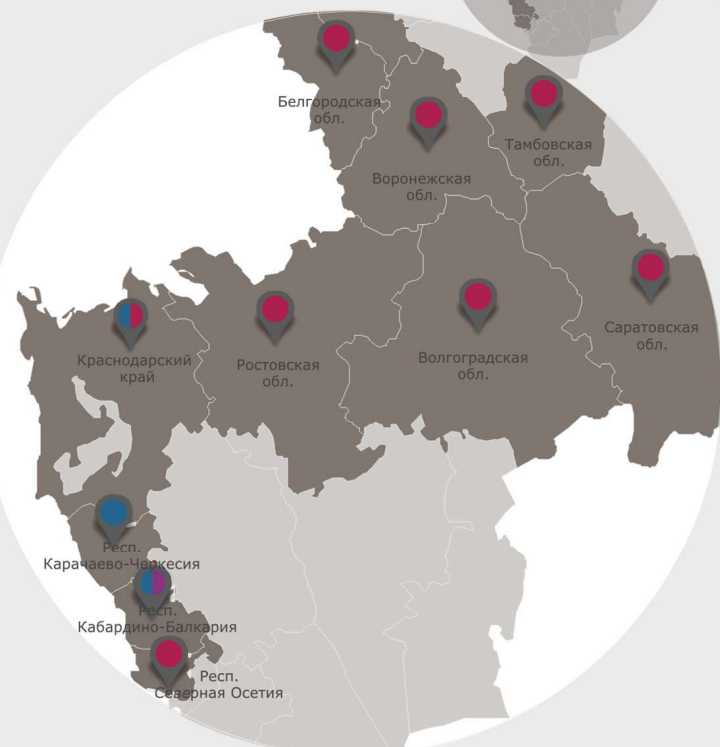 Белгородская
обл.
Тамбовская
обл.
Воронежская
обл.
Саратовская
обл.
Краснодарский
край
Ростовская
обл.
Волгоградская
обл.
Респ.
Карачаево-Черкесия
Респ.
Кабардино-Балкария
Респ.
Северная Осетия